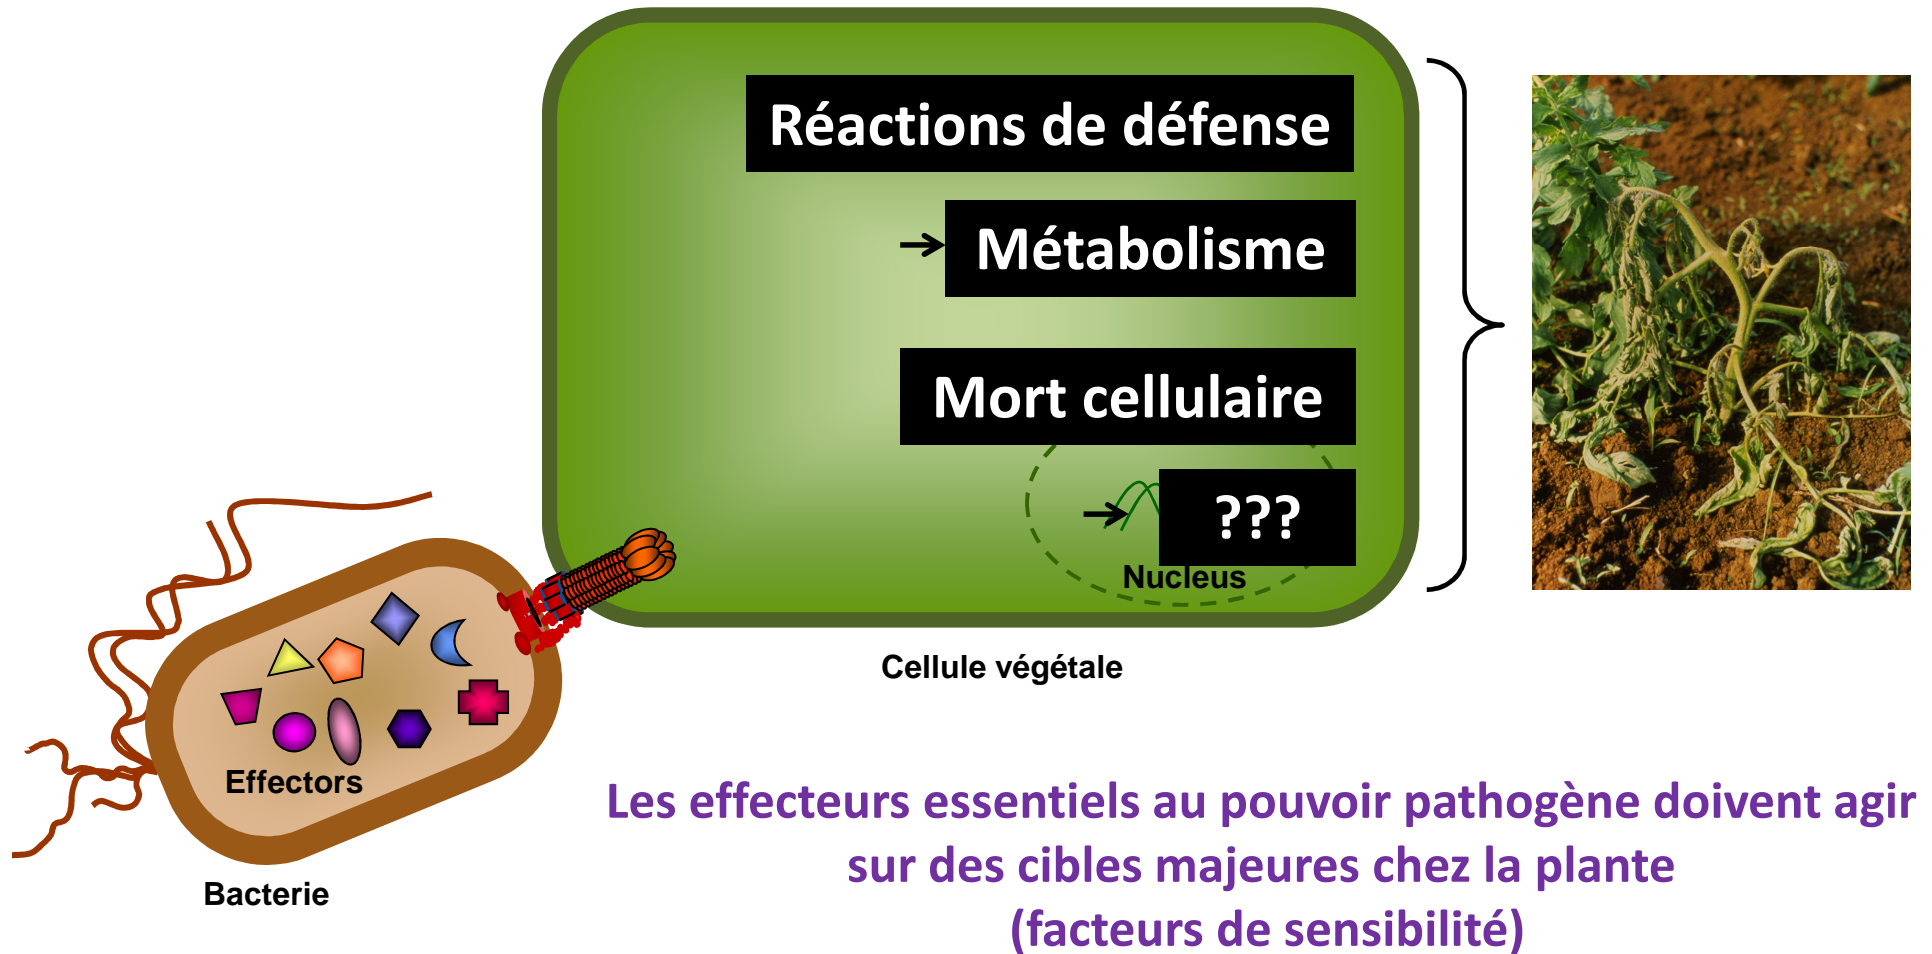 Réactions de défense
Métabolisme
Mort cellulaire
???
Nucleus
Cellule végétale
Effectors
Bacterie
Les effecteurs essentiels au pouvoir pathogène doivent agir
sur des cibles majeures chez la plante
(facteurs de sensibilité)